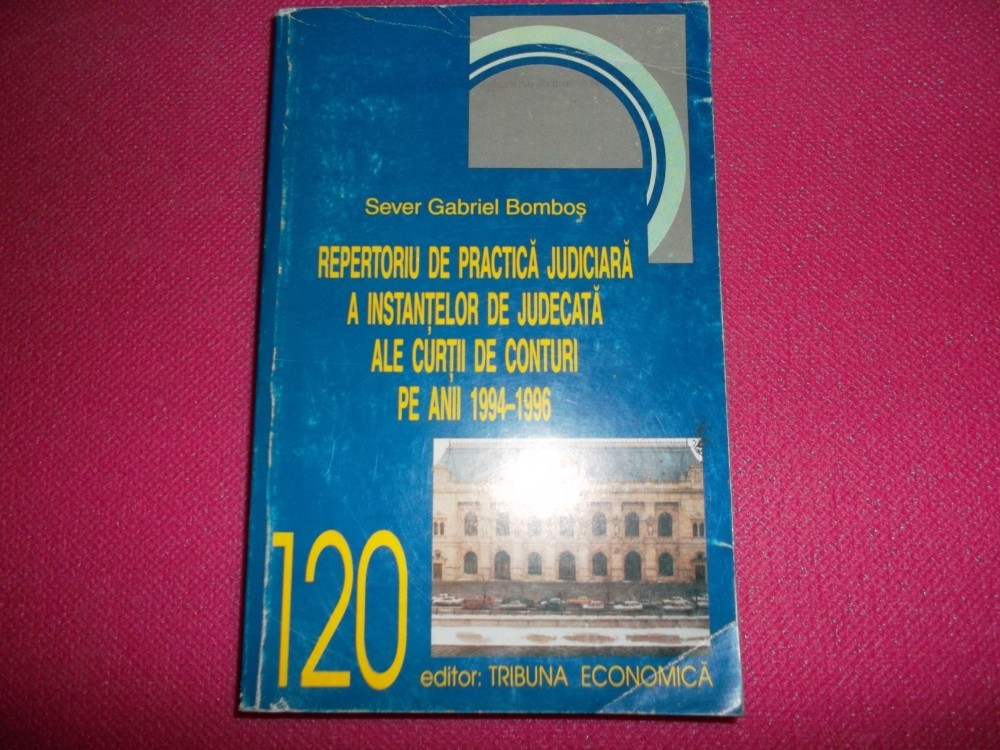 Sever Gabriel Bomboș
REPERTORIU DE PRACTICĂ JUDICIARĂ
A INSTANȚELOR DE JUDECATĂ
ALE CURȚII DE CONTURI
PE ANII 1994-1996
120
editor: TRIBUNA ECONOMICĂ